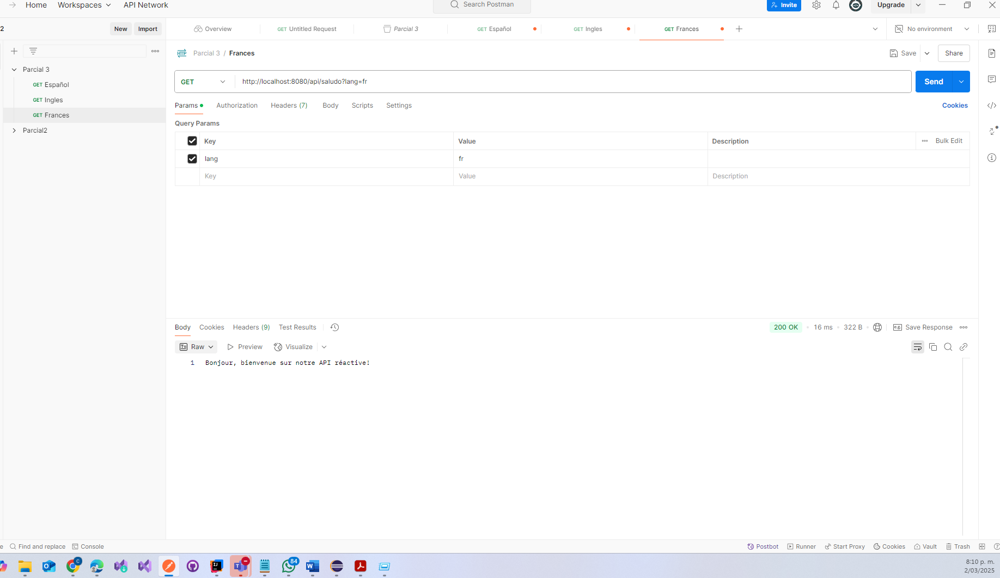 Home Workspaces API Network Search Postman Invite Upgrade
2 New Import Overview GET Untitled Request Parcial 3 GET Español GET Ingles GET Frances No environment
HTTP Parcial 3 / Frances Save Share
Parcial 3
GET Español
GET Ingles
GET Frances
Parcial2
GET http://localhost:8080/api/saludo?lang=fr Send
Params Authorization Headers (7) Body Scripts Settings Cookies
Query Params
Key Value Description Bulk Edit
lang fr
Key Value Description
Body Cookies Headers (9) Test Results 200 OK 16 ms 322 B e.g. Save Response
Raw Preview Visualize
1 Bonjour, bienvenue sur notre API réactive!
e Find and replace Console Postbot Runner Start Proxy Cookies Vault Trash
C 84
8:10 p. m.
2/03/2025